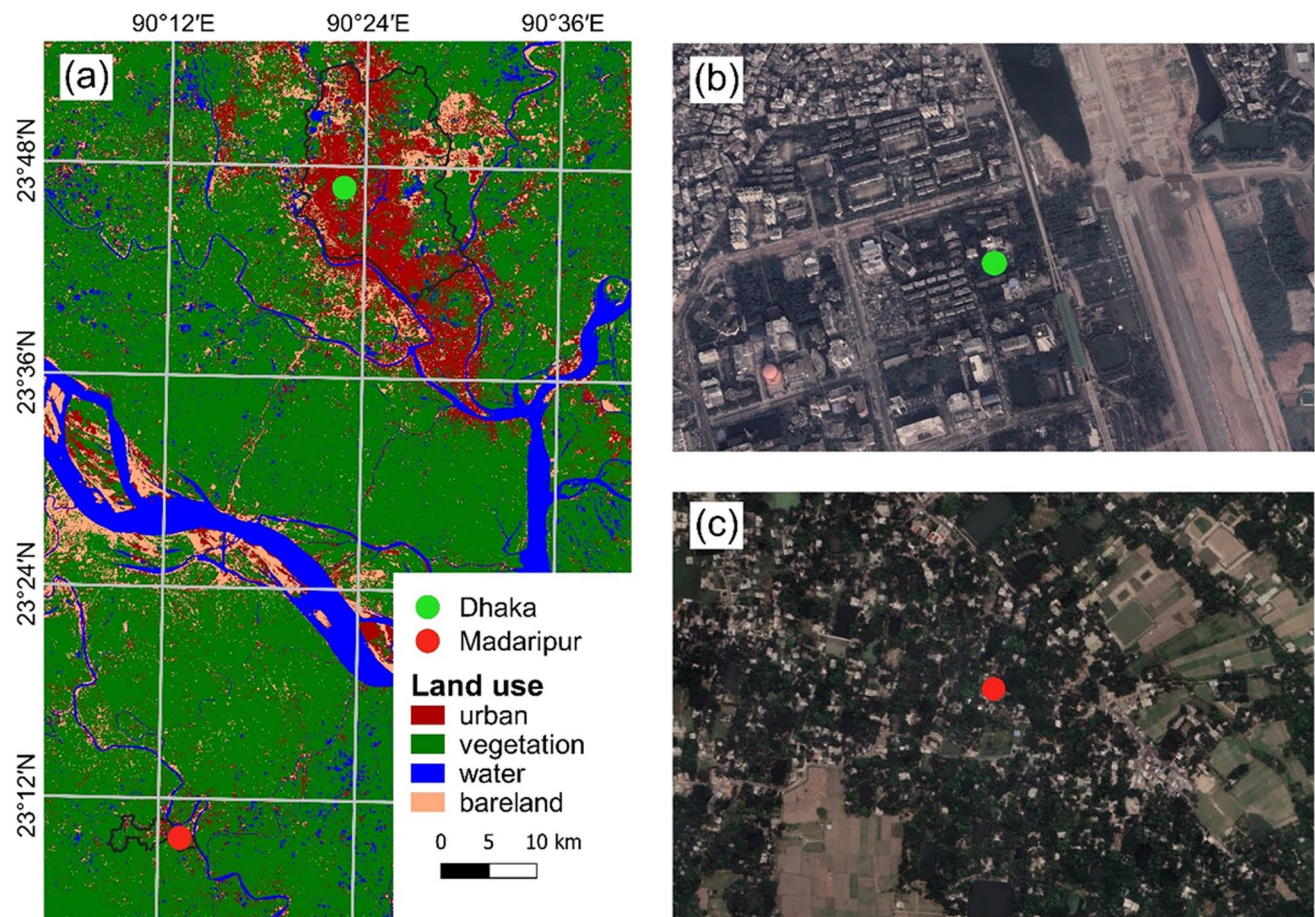 90°12′E 90°24′E 90°36′E
(a)
23°48′N
23°36′N
23°24′N
23°12′N
Dhaka
Madaripur
Land use
urban
vegetation
water
bareland
0 5 10 km
(b)
(c)